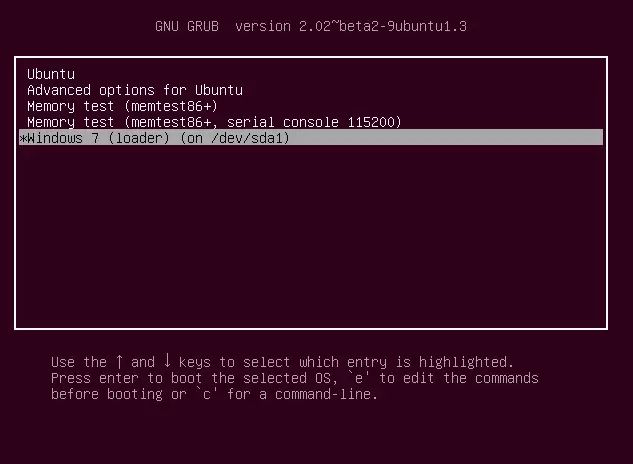 GNU GRUB  version 2.02~beta2-9ubuntu1.3
Ubuntu
Advanced options for Ubuntu
Memory test (memtest86+)
Memory test (memtest86+, serial console 115200)
*Windows 7 (loader) (on /dev/sda1)
Use the ↑ and ↓ keys to select which entry is highlighted.
Press enter to boot the selected OS, `e' to edit the commands
before booting or `c' for a command-line.